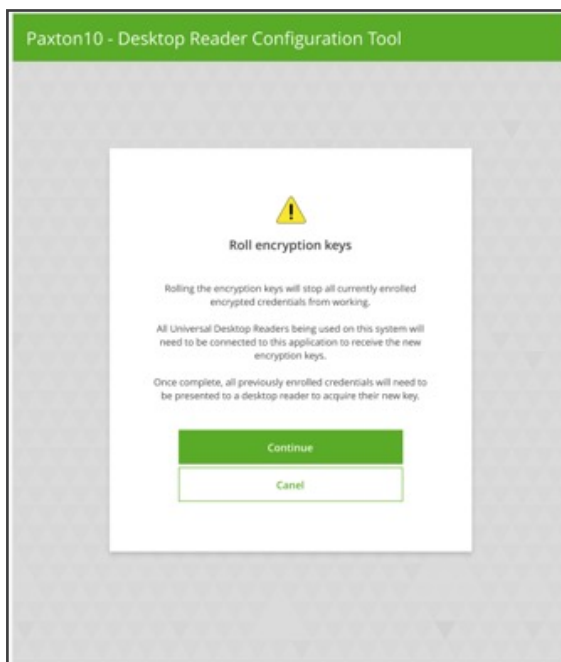 Paxton10 - Desktop Reader Configuration Tool
Roll encryption keys
Rolling the encryption keys will stop all currently enrolled
encrypted credentials from working.
All Universal Desktop Readers being used on this system will
need to be connected to this application to receive the new
encryption keys.
Once complete, all previously enrolled credentials will need to
be presented to a desktop reader to acquire their new key.
Continue
Canel